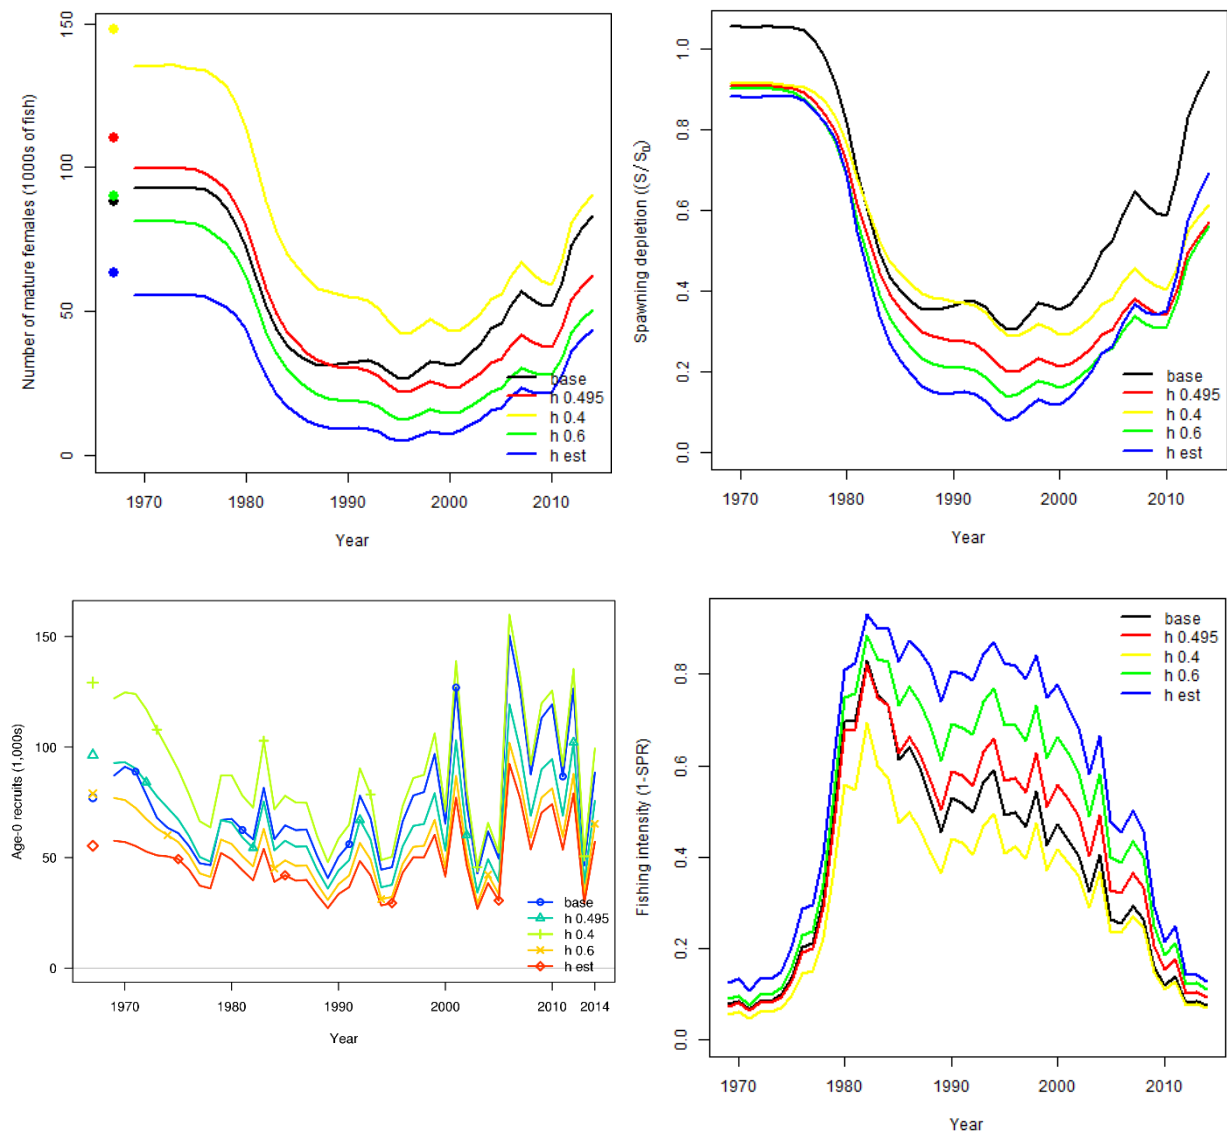 Number of mature females (1000s of fish)
150
100
50
0
base
h 0.495
h 0.4
h 0.6
h est
1970
1980
1990
2000
2010
Year
Spawning depletion ((S/S0)
1.0
0.8
0.6
0.4
0.2
0.0
base
h 0.495
h 0.4
h 0.6
h est
1970
1980
1990
2000
2010
Year
Age-0 recruits (1,000s)
150
100
50
0
base
h 0.495
h 0.4
h 0.6
h est
1970
1980
1990
2000
2010
2014
Year
Fishing intensity (1-SPR)
0.8
0.6
0.4
0.2
0.0
base
h 0.495
h 0.4
h 0.6
h est
1970
1980
1990
2000
2010
Year